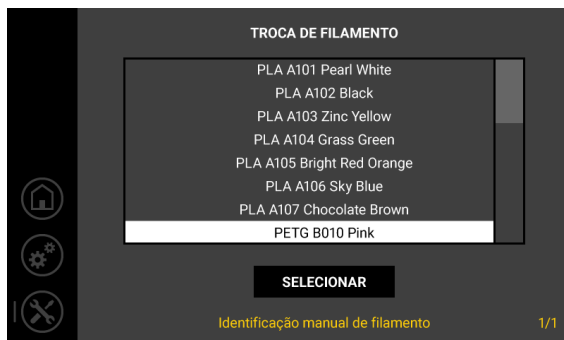 TROCA DE FILAMENTO
PLA A101 Pearl White
PLA A102 Black
PLA A103 Zinc Yellow
PLA A104 Grass Green
PLA A105 Bright Red Orange
PLA A106 Sky Blue
PLA A107 Chocolate Brown
PETG B010 Pink
SELECIONAR
Identificação manual de filamento 1/1